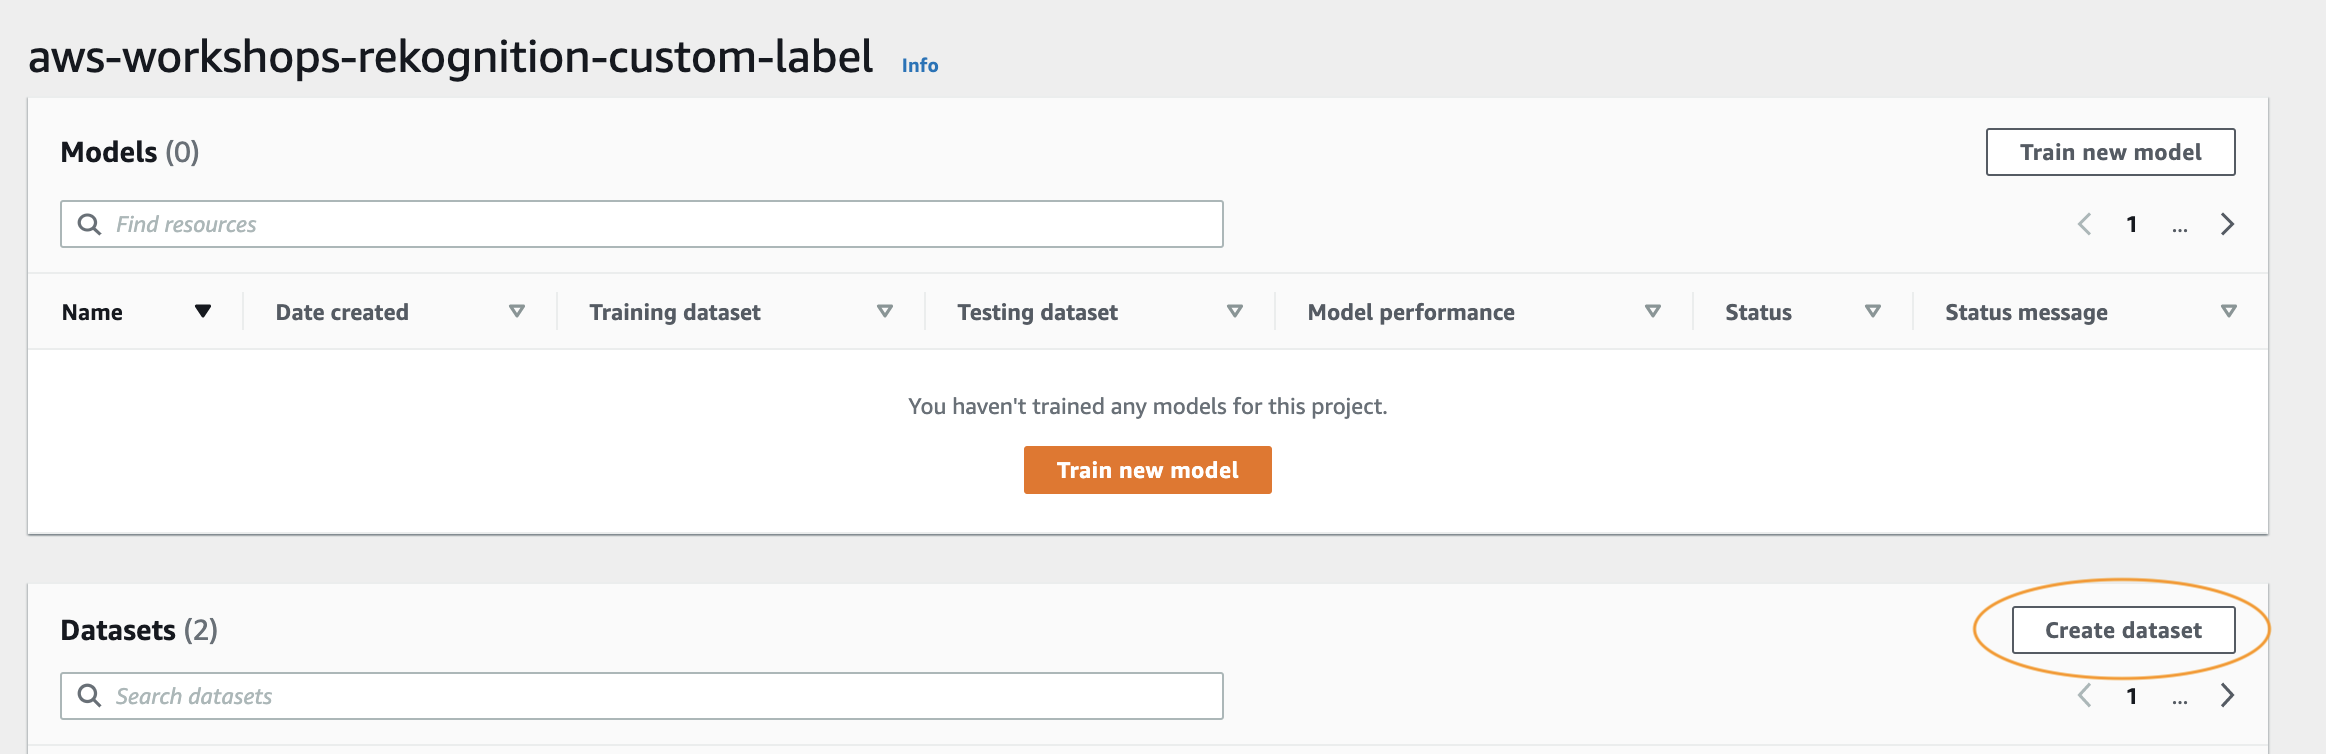 aws-workshops-rekognition-custom-label Info
Models (0) Train new model
Find resources 1 ...
Name Date created Training dataset Testing dataset Model performance Status Status message
You haven't trained any models for this project.
Train new model
Datasets (2) Create dataset
Search datasets 1 ...